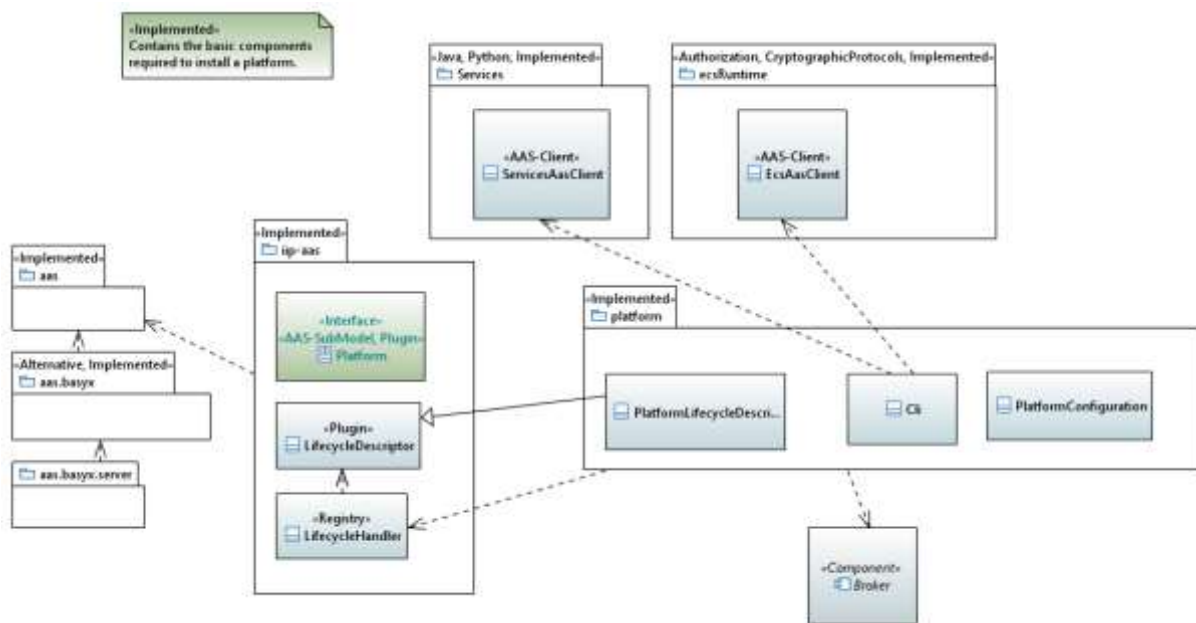 «Implemented»
Contains the basic components
required to install a platform.
«Java, Python, Implemented»
Services
«AAS-Client»
ServicesAasClient
«Authorization, CryptographicProtocols, Implemented»
ecsRuntime
«AAS-Client»
EcsAasClient
«Implemented»
aas
«Alternative, Implemented»
aas.basyx
aas.basyx.server
«Implemented»
iip-aas
«Interface»
«AAS-SubModel, Plugin»
Platform
«Plugin»
LifecycleDescriptor
«Registry»
LifecycleHandler
«Implemented»
platform
PlatformLifecycleDescri...
Cli
PlatformConfiguration
«Component»
Broker